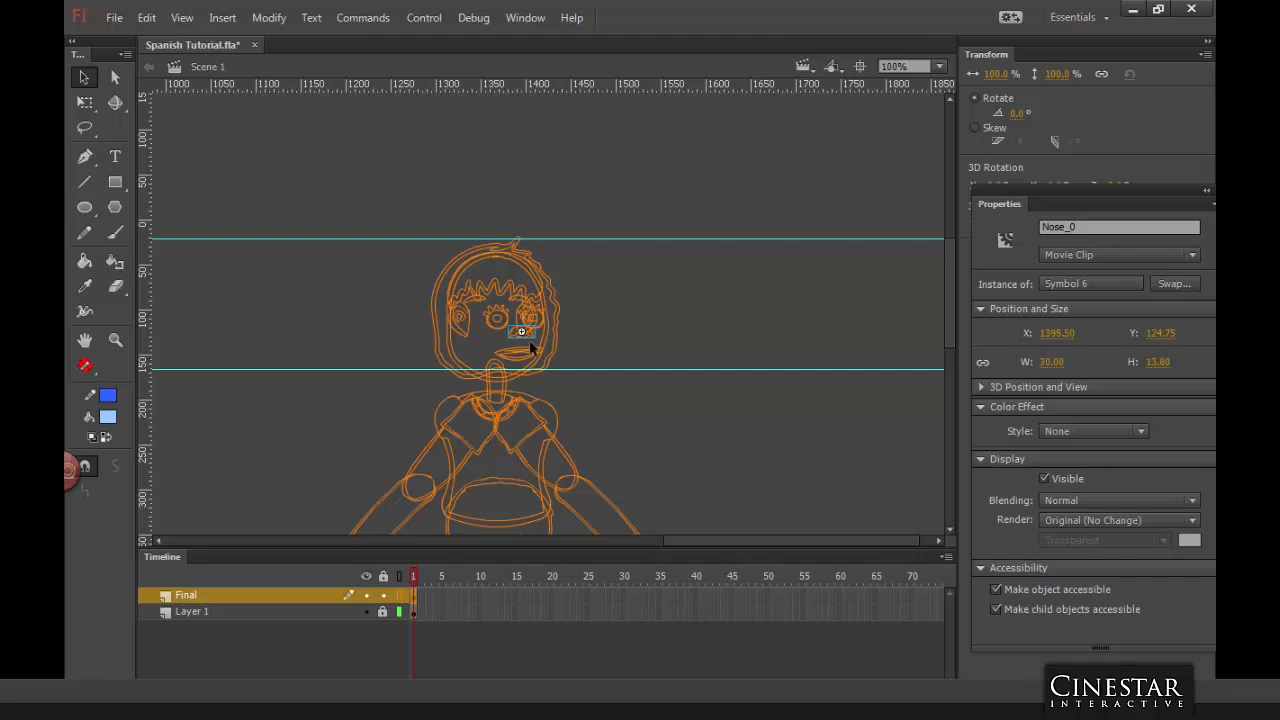 Fl File Edit View Insert Modify Text Commands Control Debug Window Help Essentials
T...
Spanish Tutorial.fla* ×
Scene 1
100%
1000 1050 1100 1150 1200 1250 1300 1350 1400 1450 1500 1550 1600 1650 1700 1750 1800 1850
Transform
100.0 % 100.0 %
Rotate
0.0 °
Skew
3D Rotation
Properties
Nose_0
Movie Clip
Instance of: Symbol 6 Swap...
Position and Size
X: 1395.50 Y: 124.75
W: 30.00 H: 13.80
3D Position and View
Color Effect
Style: None
Display
Visible
Blending: Normal
Render: Original (No Change)
Transparent
Accessibility
Make object accessible
Make child objects accessible
Timeline
1 5 10 15 20 25 30 35 40 45 50 55 60 65 70
Final
Layer 1
CINESTAR
INTERACTIVE